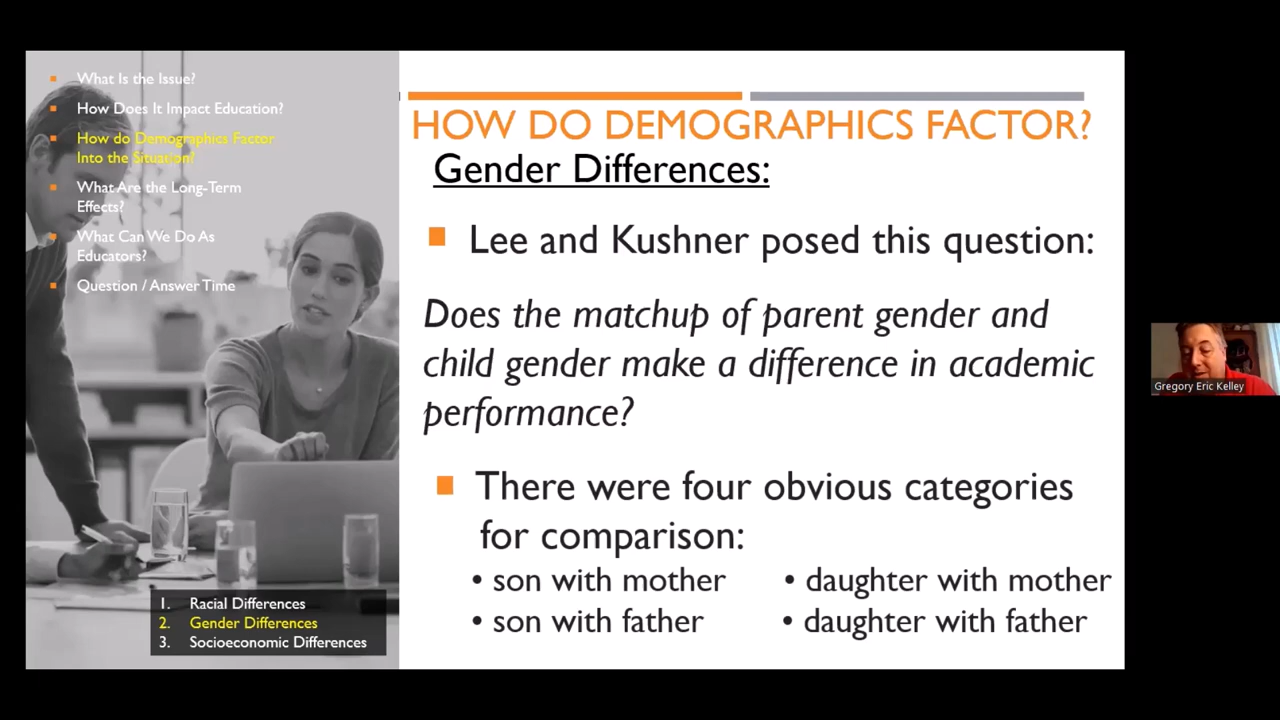 What Is the Issue?
How Does It Impact Education?
How do Demographics Factor
Into the Situation?
What Are the Long-Term
Effects?
What Can We Do As
Educators?
Question / Answer Time
1. Racial Differences
2. Gender Differences
3. Socioeconomic Differences
HOW DO DEMOGRAPHICS FACTOR?
Gender Differences:
Lee and Kushner posed this question:
Does the matchup of parent gender and
child gender make a difference in academic
performance?
There were four obvious categories
for comparison:
• son with mother
• daughter with mother
• son with father
• daughter with father
Gregory Eric Kelley